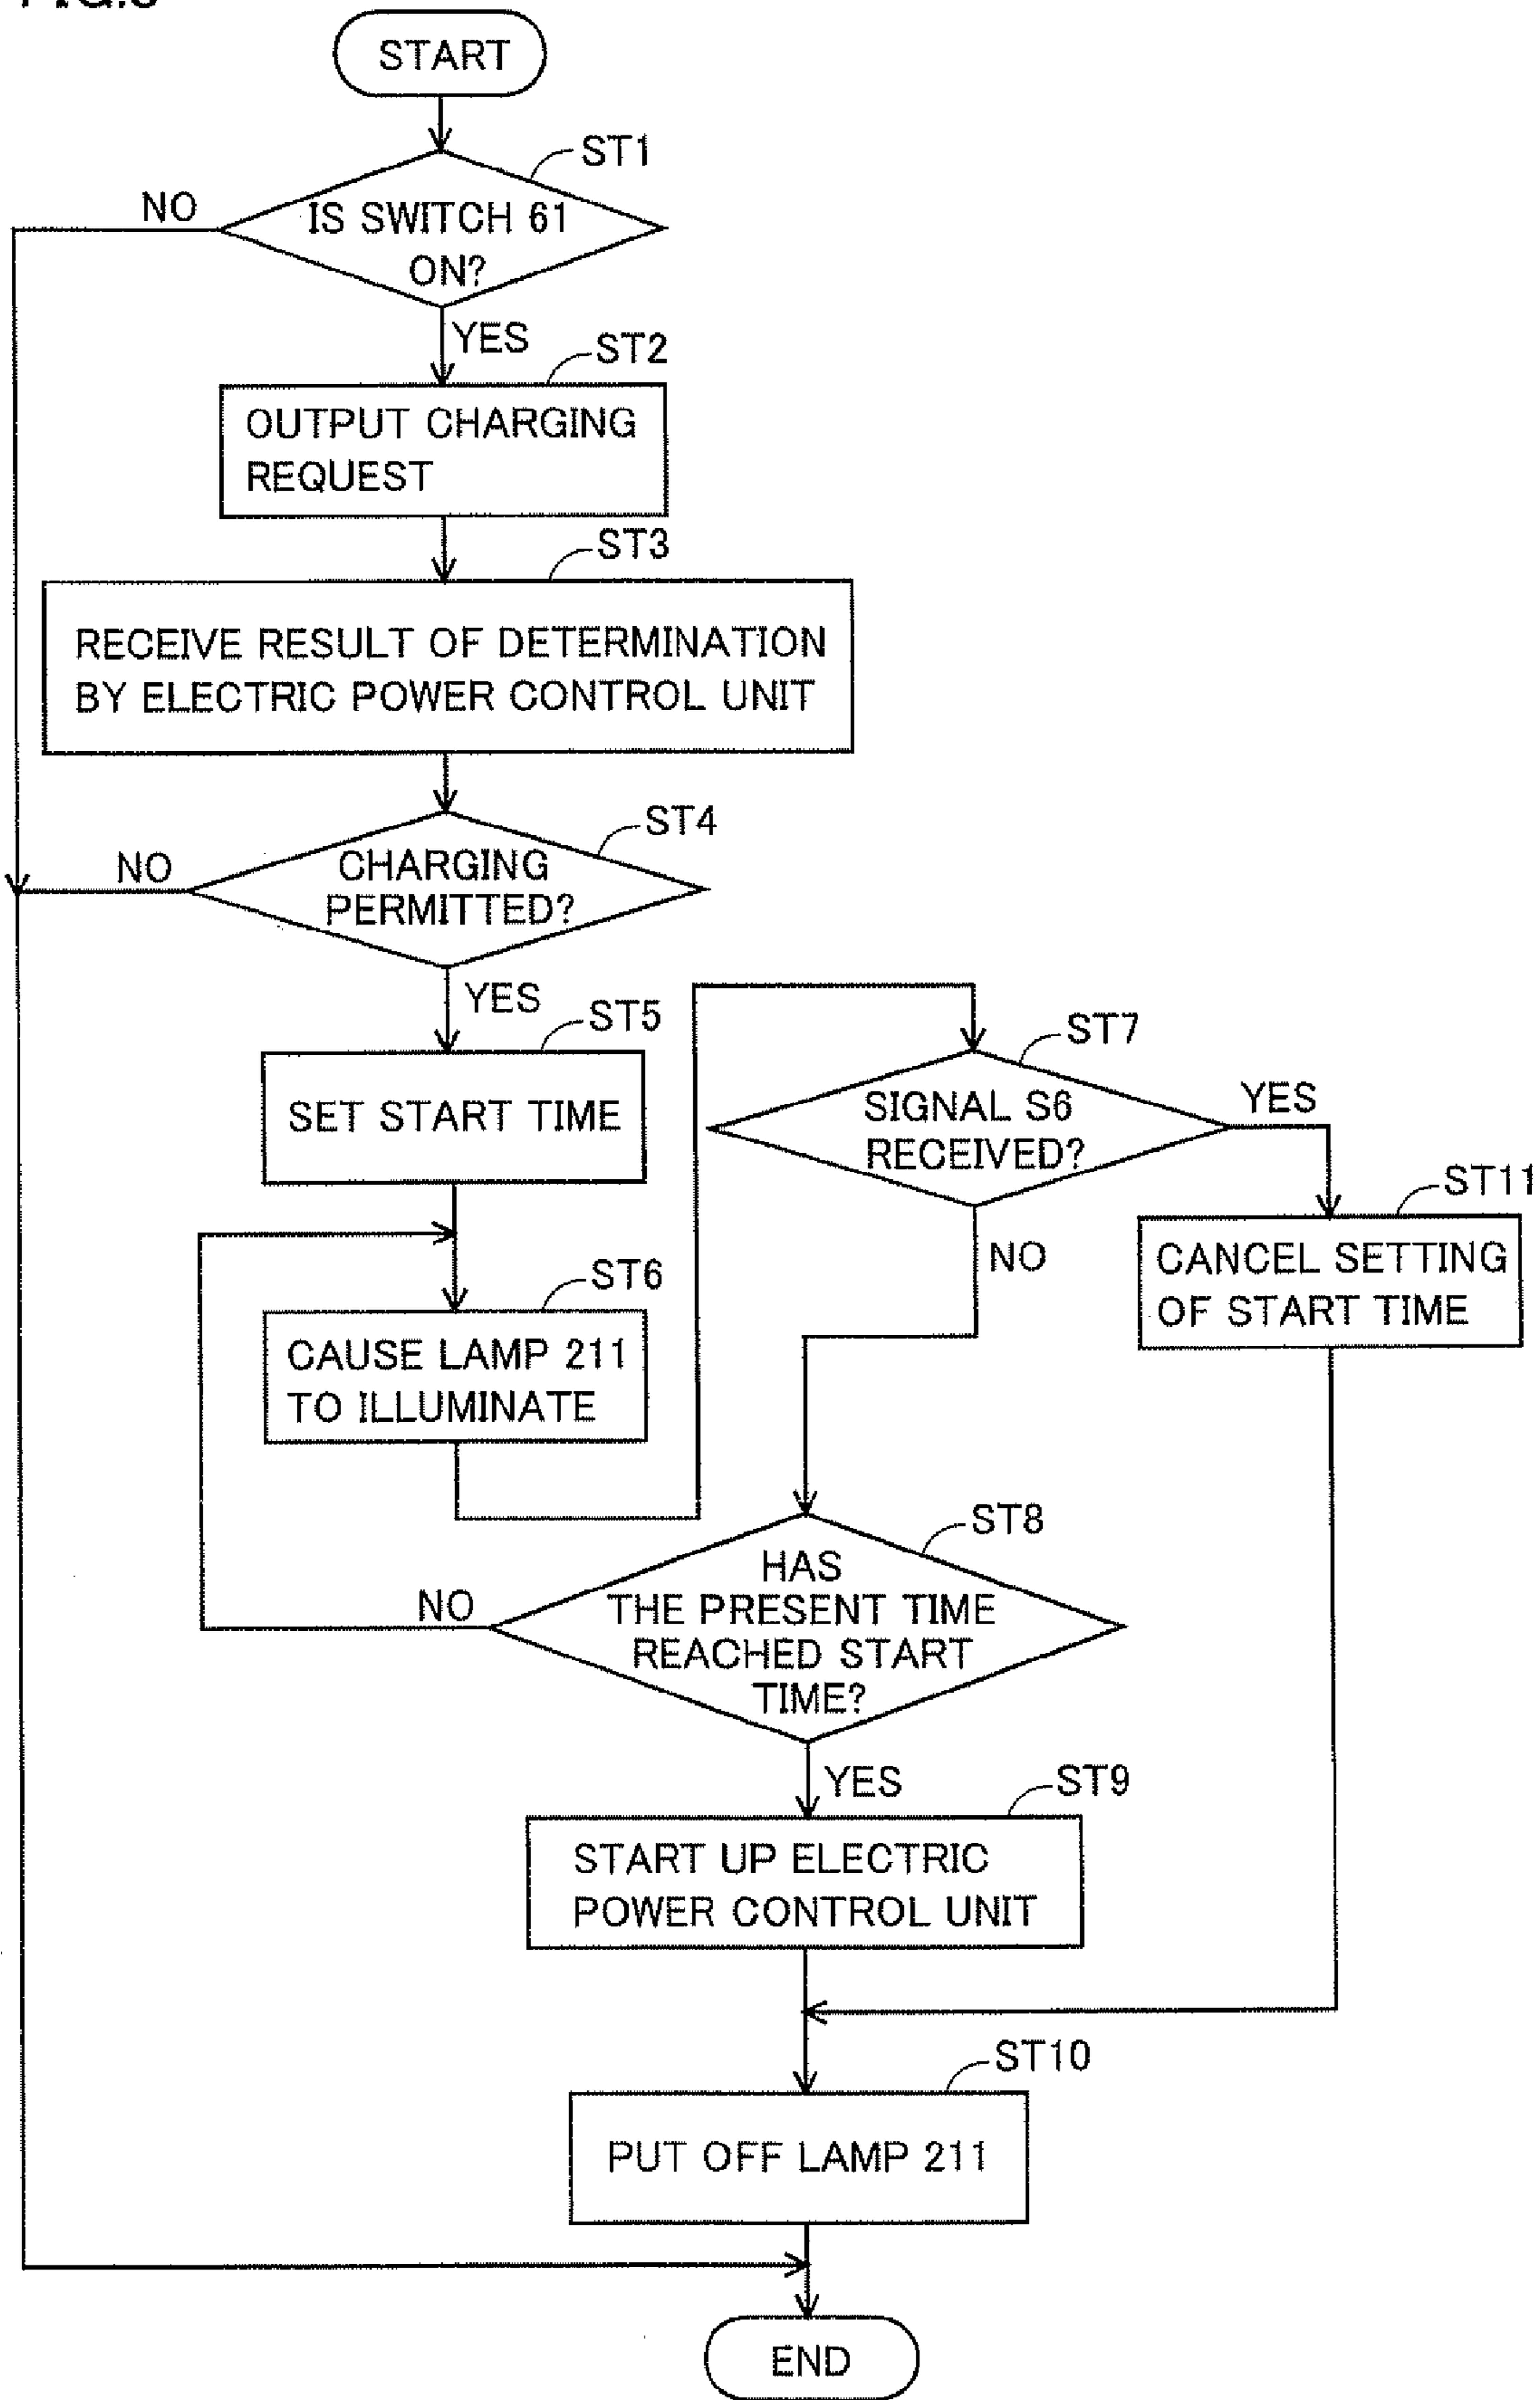 START
ST1
NO
IS SWITCH 61
ON?
YES
ST2
OUTPUT CHARGING
REQUEST
ST3
RECEIVE RESULT OF DETERMINATION
BY ELECTRIC POWER CONTROL UNIT
ST4
NO
CHARGING
PERMITTED?
YES
ST5
SET START TIME
ST6
CAUSE LAMP 211
TO ILLUMINATE
ST7
SIGNAL S6
RECEIVED?
YES
NO
ST11
CANCEL SETTING
OF START TIME
ST8
HAS
THE PRESENT TIME
REACHED START
TIME?
NO
YES
ST9
START UP ELECTRIC
POWER CONTROL UNIT
ST10
PUT OFF LAMP 211
END